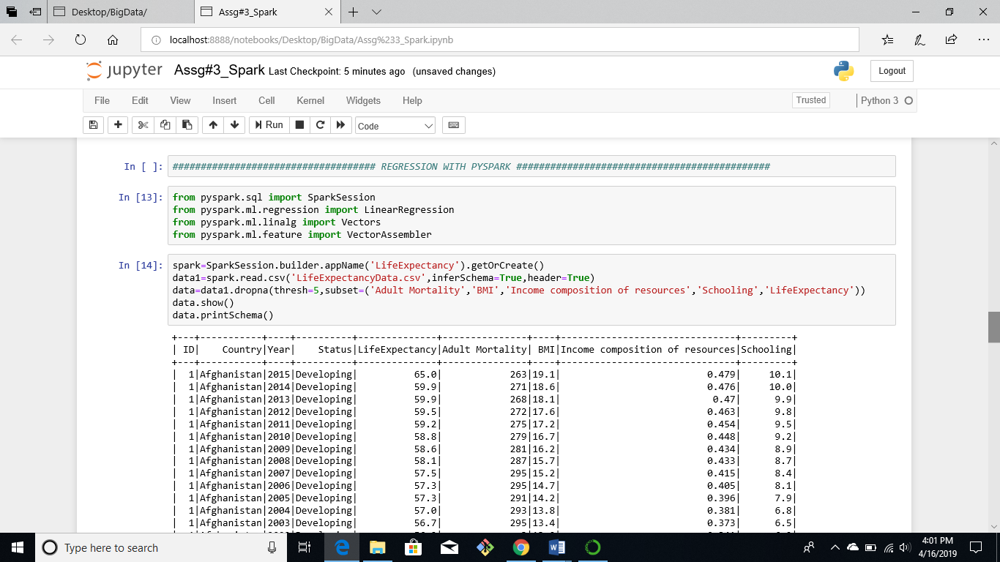 Desktop/BigData/
Assg#3_Spark
localhost:8888/notebooks/Desktop/BigData/Assg%233_Spark.ipynb
jupyter Assg#3_Spark Last Checkpoint: 5 minutes ago (unsaved changes)
Logout
File Edit View Insert Cell Kernel Widgets Help
Trusted
Python 3
Run
Code
In [ ]: #################################### REGRESSION WITH PYSPARK #############################################
In [13]: from pyspark.sql import SparkSession
from pyspark.ml.regression import LinearRegression
from pyspark.ml.linalg import Vectors
from pyspark.ml.feature import VectorAssembler
In [14]: spark=SparkSession.builder.appName('LifeExpectancy').getOrCreate()
data1=spark.read.csv('LifeExpectancyData.csv',inferSchema=True,header=True)
data=data1.dropna(thresh=5,subset=('Adult Mortality','BMI','Income composition of resources','Schooling','LifeExpectancy'))
data.show()
data.printSchema()
+---+-----------+----+----------+--------------+---------------+----+-------------------------------+---------+
| ID|    Country|Year|    Status|LifeExpectancy|Adult Mortality| BMI|Income composition of resources|Schooling|
+---+-----------+----+----------+--------------+---------------+----+-------------------------------+---------+
|  1|Afghanistan|2015|Developing|          65.0|            263|19.1|                          0.479|     10.1|
|  1|Afghanistan|2014|Developing|          59.9|            271|18.6|                          0.476|     10.0|
|  1|Afghanistan|2013|Developing|          59.9|            268|18.1|                           0.47|      9.9|
|  1|Afghanistan|2012|Developing|          59.5|            272|17.6|                          0.463|      9.8|
|  1|Afghanistan|2011|Developing|          59.2|            275|17.2|                          0.454|      9.5|
|  1|Afghanistan|2010|Developing|          58.8|            279|16.7|                          0.448|      9.2|
|  1|Afghanistan|2009|Developing|          58.6|            281|16.2|                          0.434|      8.9|
|  1|Afghanistan|2008|Developing|          58.1|            287|15.7|                          0.433|      8.7|
|  1|Afghanistan|2007|Developing|          57.5|            295|15.2|                          0.415|      8.4|
|  1|Afghanistan|2006|Developing|          57.3|            295|14.7|                          0.405|      8.1|
|  1|Afghanistan|2005|Developing|          57.3|            291|14.2|                          0.396|      7.9|
|  1|Afghanistan|2004|Developing|          57.0|            293|13.8|                          0.381|      6.8|
|  1|Afghanistan|2003|Developing|          56.7|            295|13.4|                          0.373|      6.5|
Type here to search
4:01 PM
4/16/2019